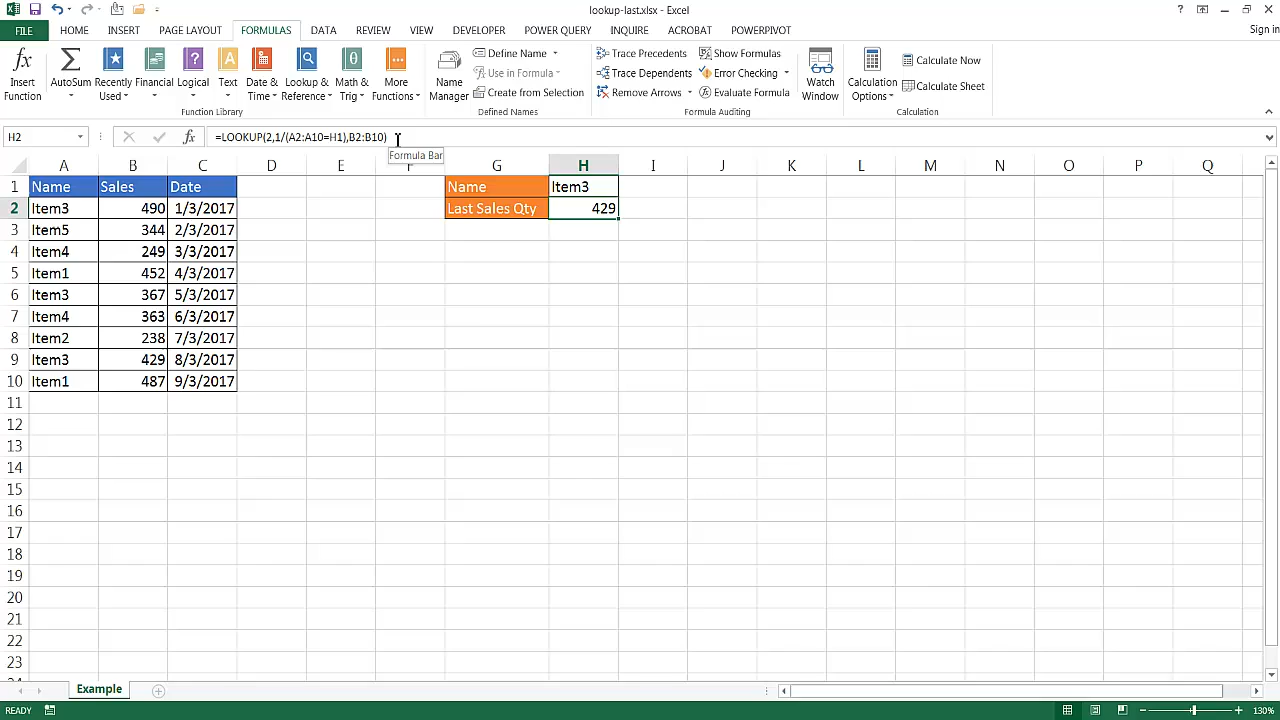 lookup-last.xlsx - Excel
? Sign in
FILE HOME INSERT PAGE LAYOUT FORMULAS DATA REVIEW VIEW DEVELOPER POWER QUERY INQUIRE ACROBAT POWERPIVOT
Insert Function
AutoSum
Recently Used
Financial
Logical
Text
Date & Time
Lookup & Reference
Math & Trig
More Functions
Function Library
Name Manager
Define Name
Use in Formula
Create from Selection
Defined Names
Trace Precedents
Trace Dependents
Remove Arrows
Show Formulas
Error Checking
Evaluate Formula
Formula Auditing
Watch Window
Calculation Options
Calculate Now
Calculate Sheet
Calculation
H2 fx =LOOKUP(2,1/(A2:A10=H1),B2:B10)
Formula Bar
A B C D E F G H I J K L M N O P Q
1 Name Sales Date Name Item3
2 Item3 490 1/3/2017 Last Sales Qty 429
3 Item5 344 2/3/2017
4 Item4 249 3/3/2017
5 Item1 452 4/3/2017
6 Item3 367 5/3/2017
7 Item4 363 6/3/2017
8 Item2 238 7/3/2017
9 Item3 429 8/3/2017
10 Item1 487 9/3/2017
11
12
13
14
15
16
17
18
19
20
21
22
23
Example
READY 130%